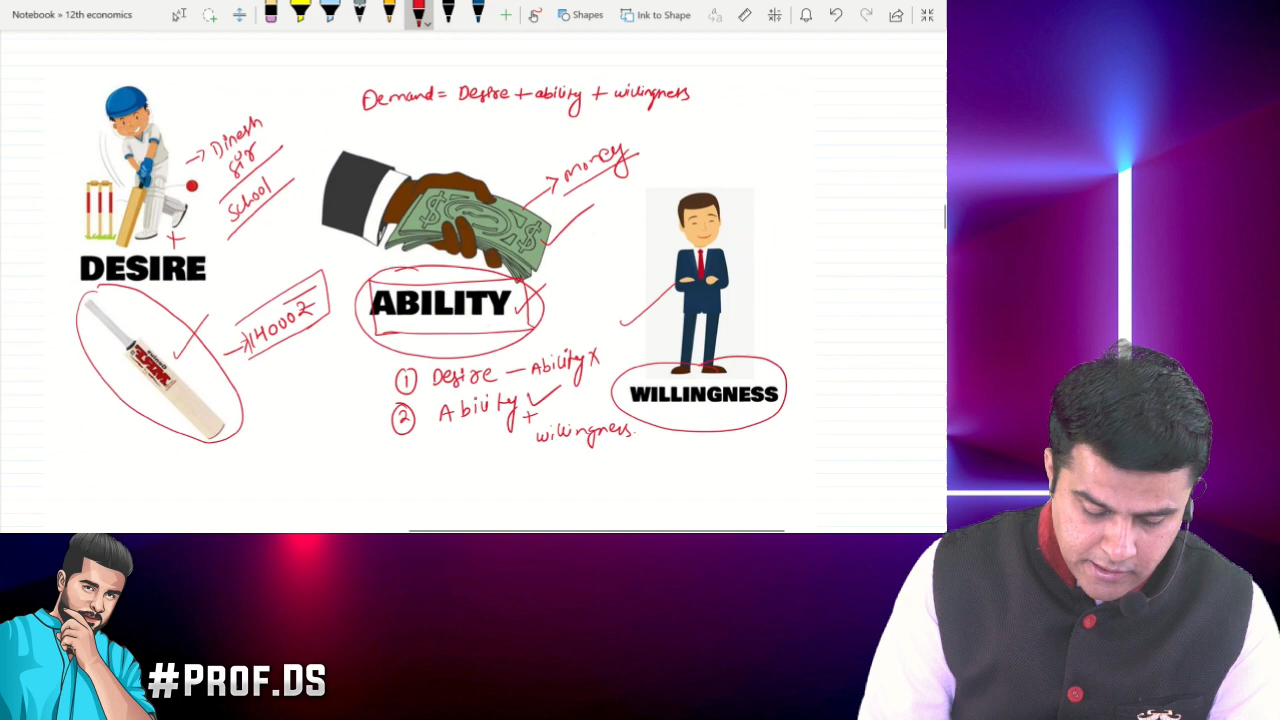 Notebook » 12th economics
Shapes
Ink to Shape
Demand = Desire + ability + willingness
→ Dinesh
sir
School
→ money
DESIRE
ABILITY
① Desire – Ability x
② Ability ✓
+
willingness.
WILLINGNESS
#PROF.DS